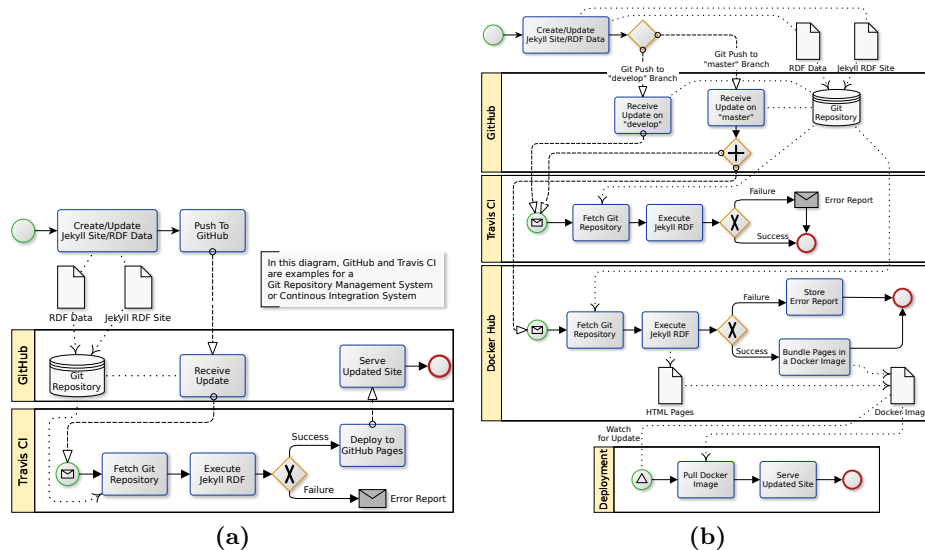 Create/Update
Jekyll Site/RDF Data
Push To
GitHub
In this diagram, GitHub and Travis CI
are examples for a
Git Repository Management System
or Continous Integration System
RDF Data
Jekyll RDF Site
GitHub
Git
Repository
Receive
Update
Serve
Updated Site
Travis CI
Fetch Git
Repository
Execute
Jekyll RDF
Success
Failure
Deploy to
GitHub Pages
Error Report
(a)
Create/Update
Jekyll Site/RDF Data
Git Push to
"develop" Branch
Git Push to
"master" Branch
RDF Data
Jekyll RDF Site
GitHub
Receive
Update on
"develop"
Receive
Update on
"master"
Git
Repository
Travis CI
Fetch Git
Repository
Execute
Jekyll RDF
Failure
Success
Error Report
Docker Hub
Fetch Git
Repository
Execute
Jekyll RDF
Failure
Success
Store
Error Report
Bundle Pages in
a Docker Image
HTML Pages
Docker Imag
Watch
for Update
Deployment
Pull Docker
Image
Serve
Updated Site
(b)